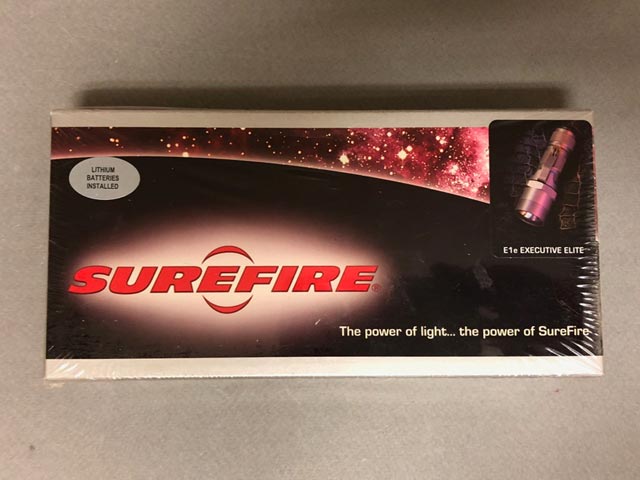 LITHIUM
BATTERIES
INSTALLED
E1e EXECUTIVE ELITE
SUREFIRE®
The power of light... the power of SureFire